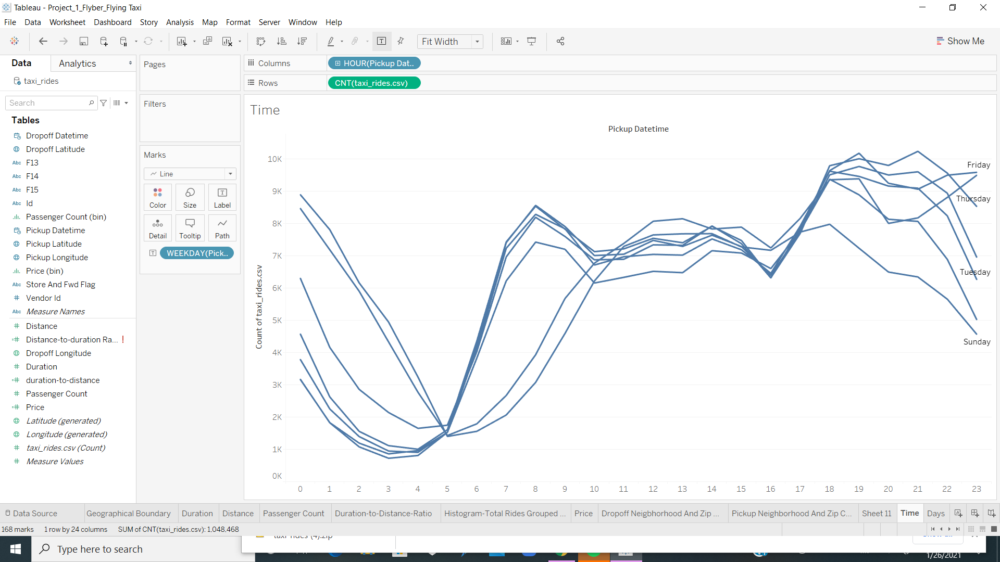 Tableau - Project_1_Flyber_Flying Taxi
File Data Worksheet Dashboard Story Analysis Map Format Server Window Help
Fit Width
Show Me
Data Analytics
taxi_rides
Search
Tables
Dropoff Datetime
Dropoff Latitude
Abc F13
Abc F14
Abc F15
Abc Id
Passenger Count (bin)
Pickup Datetime
Pickup Latitude
Pickup Longitude
Price (bin)
Abc Store And Fwd Flag
# Vendor Id
Abc Measure Names
# Distance
=# Distance-to-duration Ra... !
Dropoff Longitude
# Duration
=# duration-to-distance
# Passenger Count
=# Price
Latitude (generated)
Longitude (generated)
# taxi_rides.csv (Count)
# Measure Values
Pages
Filters
Marks
Line
Color Size Label
Detail Tooltip Path
WEEKDAY(Pick..
Columns HOUR(Pickup Dat..
Rows CNT(taxi_rides.csv)
Time
Pickup Datetime
Count of taxi_rides.csv
10K
9K
8K
7K
6K
5K
4K
3K
2K
1K
0K
Friday
Thursday
Tuesday
Sunday
0 1 2 3 4 5 6 7 8 9 10 11 12 13 14 15 16 17 18 19 20 21 22 23
Data Source Geographical Boundary Duration Distance Passenger Count Duration-to-Distance-Ratio Histogram-Total Rides Grouped ... Price Dropoff Neigbhorhood And Zip ... Pickup Neighborhood And Zip C... Sheet 11 Time Days
168 marks 1 row by 24 columns SUM of CNT(taxi_rides.csv): 1,048,468
Type here to search
1/26/2021